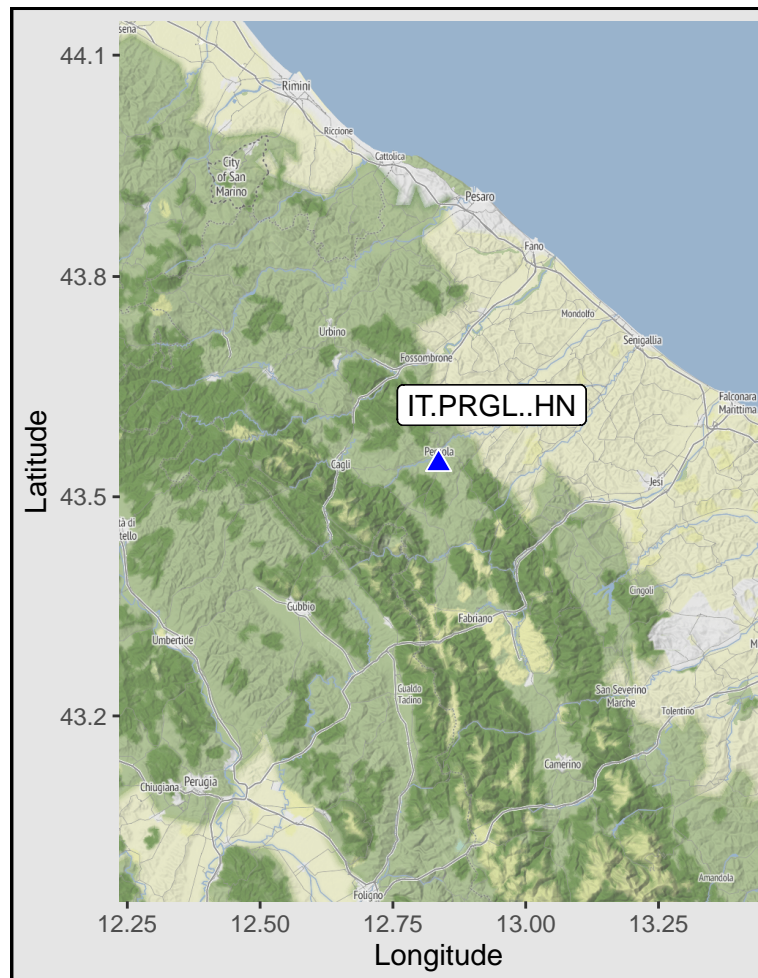 44.1
43.8
43.5
43.2
12.25
12.50
12.75
13.00
13.25
Longitude
Latitude
IT.PRGL..HN
Rimini
Riccione
City
of San
Marino
Cattolica
Pesaro
Fano
Mondolfo
Senigallia
Urbino
Fossombrone
Falconara
Marittima
Cagli
Jesi
Cingoli
Gubbio
Fabriano
Umbertide
Gualdo
Tadino
San Severino
Marche
Tolentino
Camerino
Chiugiana
Perugia
Amandola
Foligno